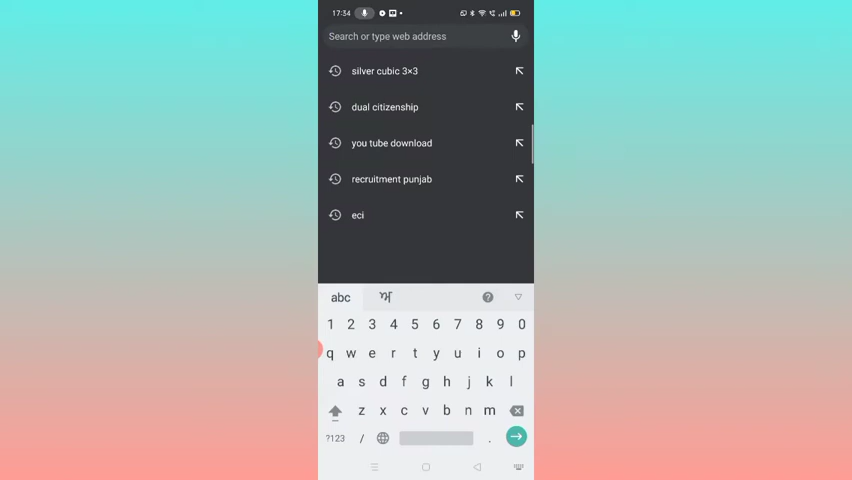 17:34
Search or type web address
silver cubic 3×3
dual citizenship
you tube download
recruitment punjab
eci
abc ਅ ?
1 2 3 4 5 6 7 8 9 0
q w e r t y u i o p
a s d f g h j k l
z x c v b n m
?123 / .